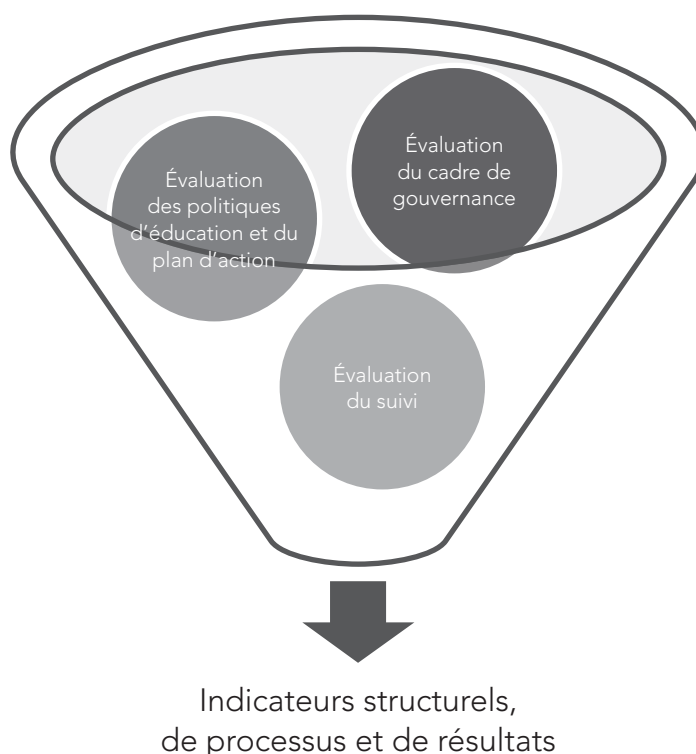 Évaluation
du cadre de
gouvernance
Évaluation
des politiques
d'éducation et du
plan d'action
Évaluation
du suivi
Indicateurs structurels,
de processus et de résultats